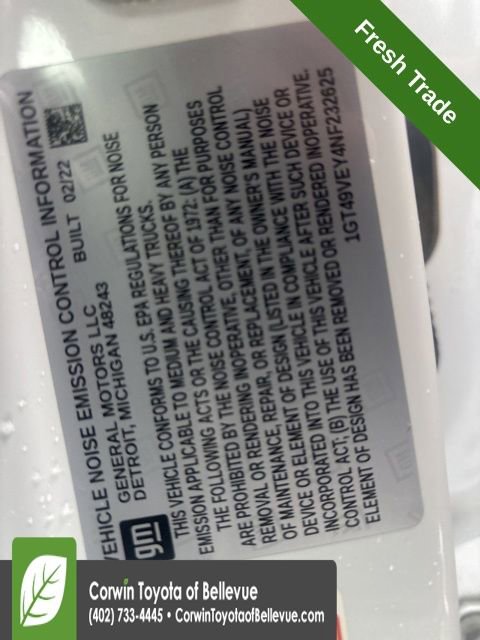 Fresh Trade
VEHICLE NOISE EMISSION CONTROL INFORMATION
GENERAL MOTORS LLC BUILT 02/22
DETROIT, MICHIGAN 48243
gm
THIS VEHICLE CONFORMS TO U.S. EPA REGULATIONS FOR NOISE
EMISSION APPLICABLE TO MEDIUM AND HEAVY TRUCKS.
THE FOLLOWING ACTS OR THE CAUSING THEREOF BY ANY PERSON
ARE PROHIBITED BY THE NOISE CONTROL ACT OF 1972: (A) THE
REMOVAL OR RENDERING INOPERATIVE, OTHER THAN FOR PURPOSES
OF MAINTENANCE, REPAIR, OR REPLACEMENT OF ANY NOISE CONTROL
DEVICE OR ELEMENT OF DESIGN (LISTED IN THE OWNER'S MANUAL)
INCORPORATED INTO THIS VEHICLE IN COMPLIANCE WITH THE NOISE
CONTROL ACT; (B) THE USE OF THIS VEHICLE AFTER SUCH DEVICE OR
ELEMENT OF DESIGN HAS BEEN REMOVED OR RENDERED INOPERATIVE.
1GT49VEY4NF232625
Corwin Toyota of Bellevue
(402) 733-4445 • CorwinToyotaofBellevue.com